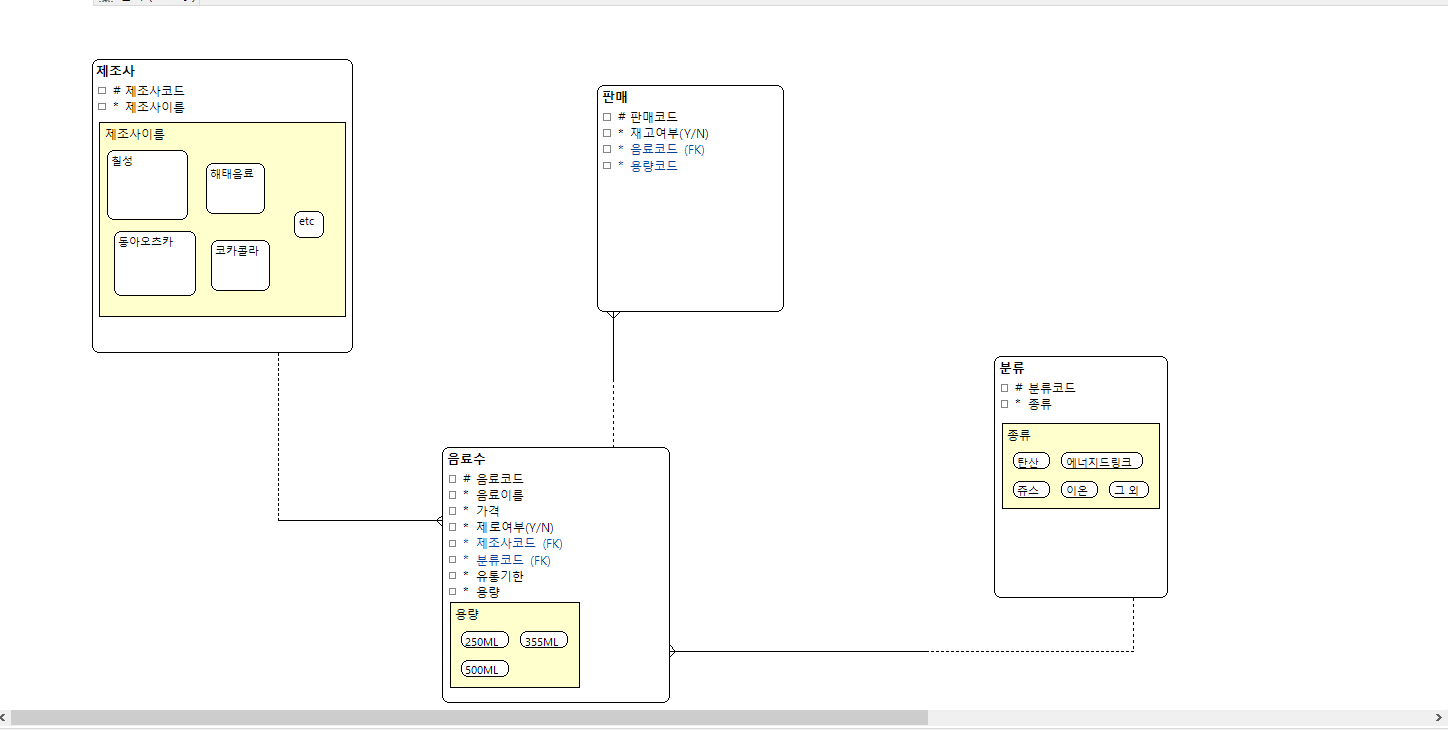 제조사
# 제조사코드
* 제조사이름
제조사이름
칠성
해태음료
etc
동아오츠카
코카콜라
판매
# 판매코드
* 재고여부(Y/N)
* 음료코드 (FK)
* 용량코드
음료수
# 음료코드
* 음료이름
* 가격
* 제로여부(Y/N)
* 제조사코드 (FK)
* 분류코드 (FK)
* 유통기한
* 용량
용량
250ML 355ML
500ML
분류
# 분류코드
* 종류
종류
탄산 에너지드링크
쥬스 이온 그 외